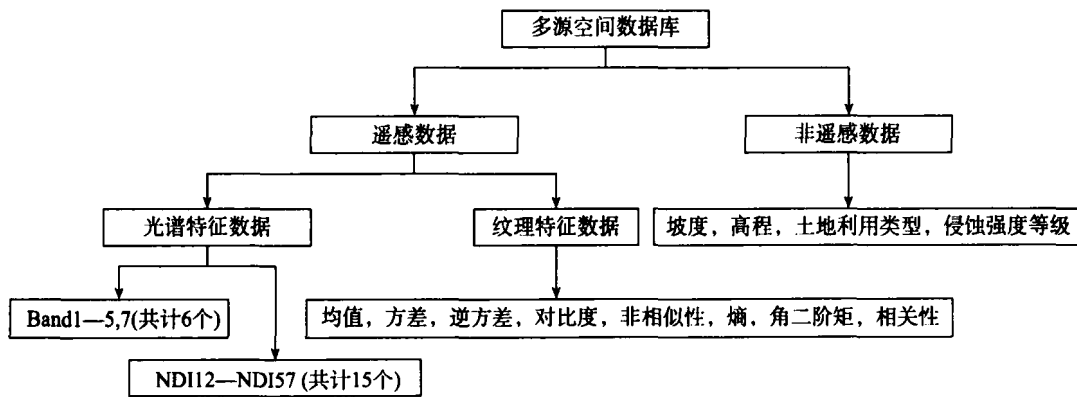 多源空间数据库
遥感数据
非遥感数据
光谱特征数据
纹理特征数据
坡度，高程，土地利用类型，侵蚀强度等级
Band1—5,7(共计6个)
均值，方差，逆方差，对比度，非相似性，熵，角二阶矩，相关性
NDI12—NDI57 (共计15个)